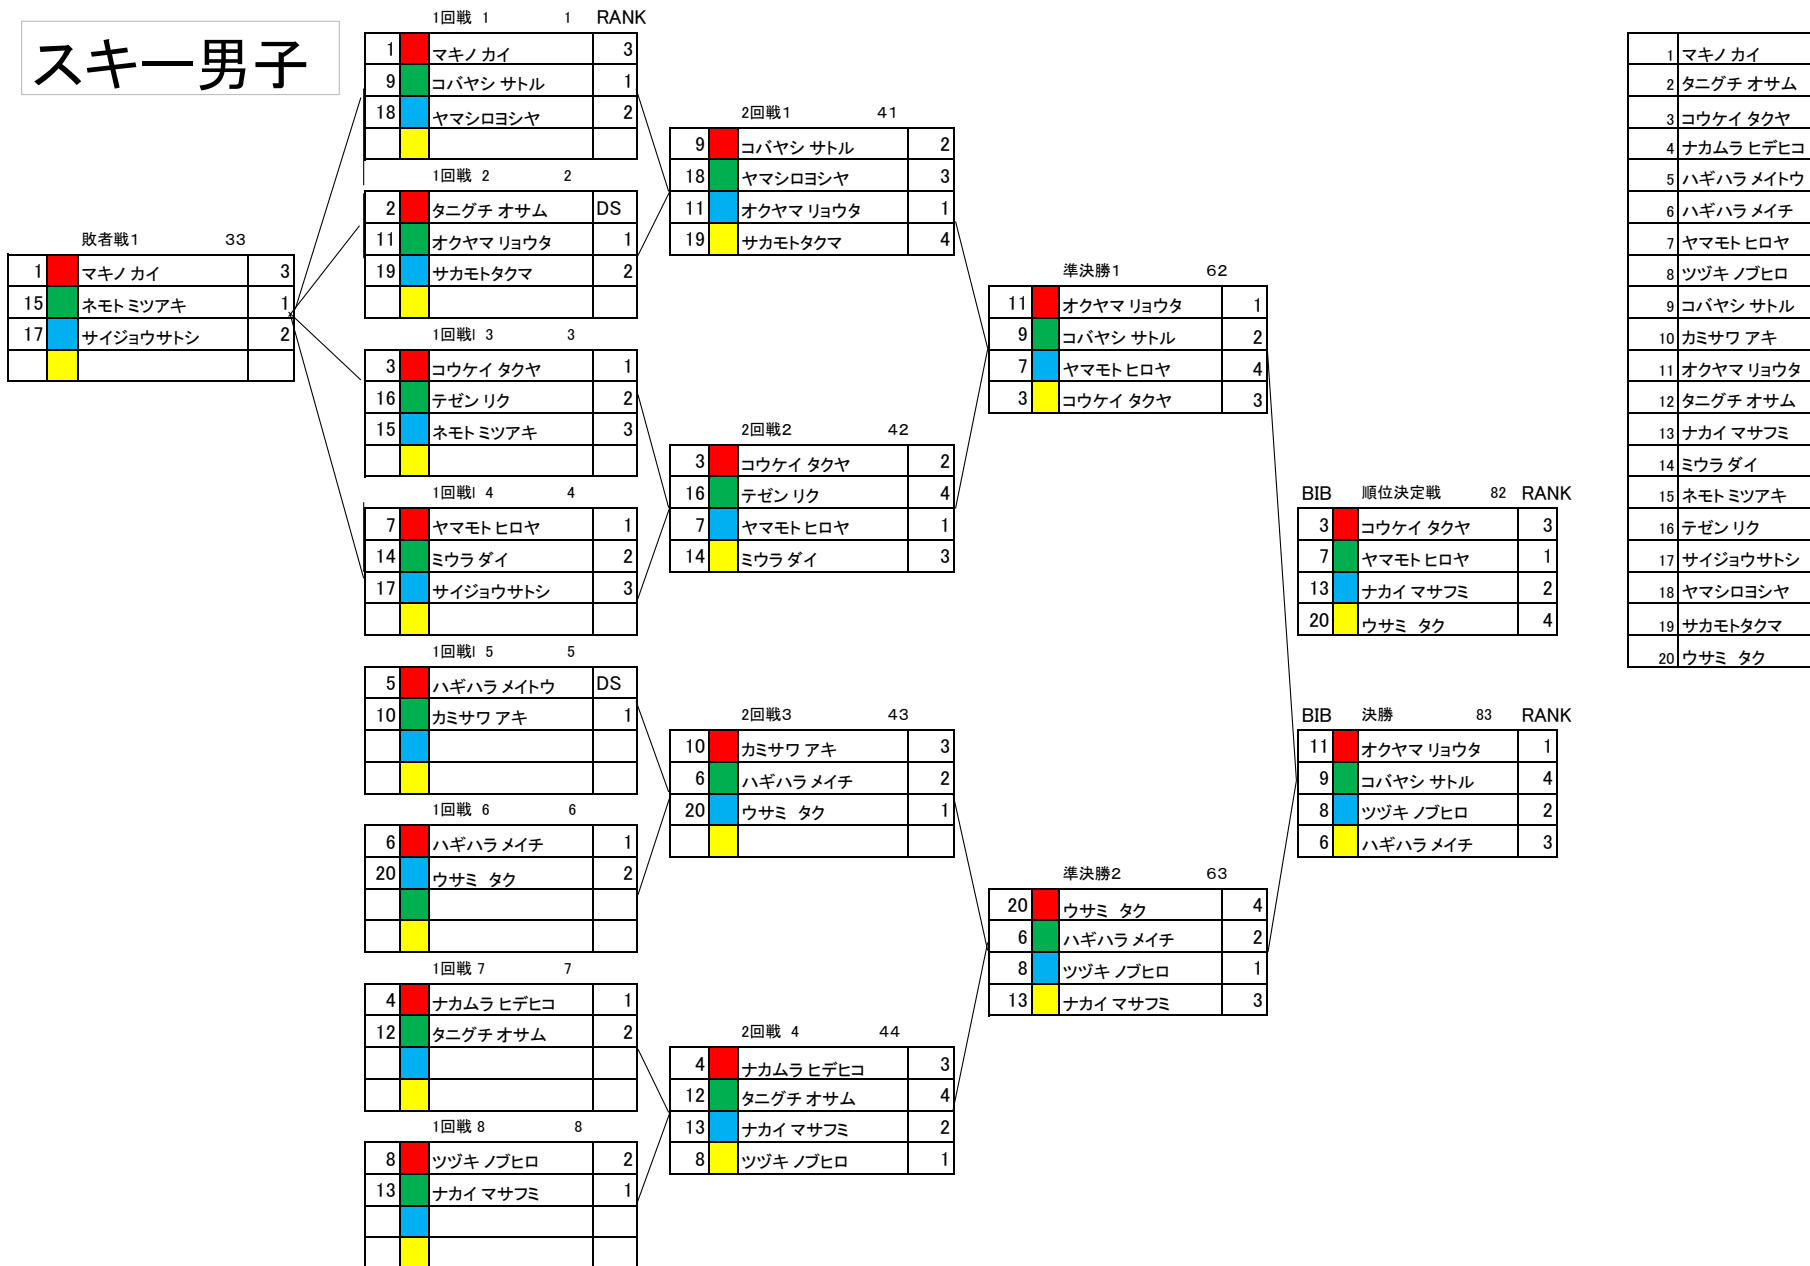 スキー男子
1回戦 1 1 RANK
1 マキノ カイ 3
9 コバヤシ サトル 1
18 ヤマシロヨシヤ 2
1回戦 2 2
2 タニグチ オサム DS
11 オクヤマ リョウタ 1
19 サカモトタクマ 2
敗者戦1 33
1 マキノ カイ 3
15 ネモト ミツアキ 1
17 サイジョウサトシ 2
1回戦Ⅰ 3 3
3 コウケイ タクヤ 1
16 テゼン リク 2
15 ネモト ミツアキ 3
1回戦Ⅰ 4 4
7 ヤマモト ヒロヤ 1
14 ミウラ ダイ 2
17 サイジョウサトシ 3
1回戦Ⅰ 5 5
5 ハギハラ メイトウ DS
10 カミサワ アキ 1
1回戦 6 6
6 ハギハラ メイチ 1
20 ウサミ タク 2
1回戦 7 7
4 ナカムラ ヒデヒコ 1
12 タニグチ オサム 2
1回戦 8 8
8 ツヅキ ノブヒロ 2
13 ナカイ マサフミ 1
2回戦1 41
9 コバヤシ サトル 2
18 ヤマシロヨシヤ 3
11 オクヤマ リョウタ 1
19 サカモトタクマ 4
2回戦2 42
3 コウケイ タクヤ 2
16 テゼン リク 4
7 ヤマモト ヒロヤ 1
14 ミウラ ダイ 3
2回戦3 43
10 カミサワ アキ 3
6 ハギハラ メイチ 2
20 ウサミ タク 1
2回戦 4 44
4 ナカムラ ヒデヒコ 3
12 タニグチ オサム 4
13 ナカイ マサフミ 2
8 ツヅキ ノブヒロ 1
準決勝1 62
11 オクヤマ リョウタ 1
9 コバヤシ サトル 2
7 ヤマモト ヒロヤ 4
3 コウケイ タクヤ 3
準決勝2 63
20 ウサミ タク 4
6 ハギハラ メイチ 2
8 ツヅキ ノブヒロ 1
13 ナカイ マサフミ 3
BIB 順位決定戦 82 RANK
3 コウケイ タクヤ 3
7 ヤマモト ヒロヤ 1
13 ナカイ マサフミ 2
20 ウサミ タク 4
BIB 決勝 83 RANK
11 オクヤマ リョウタ 1
9 コバヤシ サトル 4
8 ツヅキ ノブヒロ 2
6 ハギハラ メイチ 3
1 マキノ カイ
2 タニグチ オサム
3 コウケイ タクヤ
4 ナカムラ ヒデヒコ
5 ハギハラ メイトウ
6 ハギハラ メイチ
7 ヤマモト ヒロヤ
8 ツヅキ ノブヒロ
9 コバヤシ サトル
10 カミサワ アキ
11 オクヤマ リョウタ
12 タニグチ オサム
13 ナカイ マサフミ
14 ミウラ ダイ
15 ネモト ミツアキ
16 テゼン リク
17 サイジョウサトシ
18 ヤマシロヨシヤ
19 サカモトタクマ
20 ウサミ タク